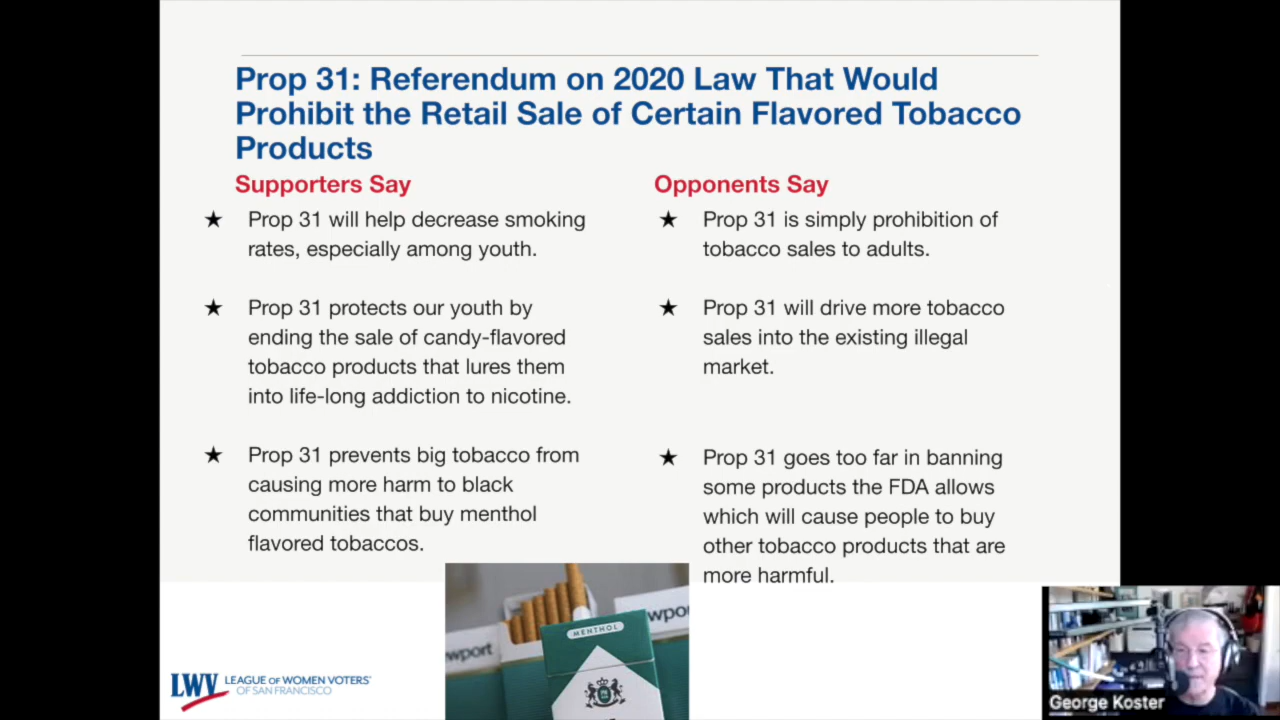 Prop 31: Referendum on 2020 Law That Would
Prohibit the Retail Sale of Certain Flavored Tobacco
Products
Supporters Say
★ Prop 31 will help decrease smoking
rates, especially among youth.
★ Prop 31 protects our youth by
ending the sale of candy-flavored
tobacco products that lures them
into life-long addiction to nicotine.
★ Prop 31 prevents big tobacco from
causing more harm to black
communities that buy menthol
flavored tobaccos.
Opponents Say
★ Prop 31 is simply prohibition of
tobacco sales to adults.
★ Prop 31 will drive more tobacco
sales into the existing illegal
market.
★ Prop 31 goes too far in banning
some products the FDA allows
which will cause people to buy
other tobacco products that are
more harmful.
MENTHOL
wport
wpo
LWV LEAGUE OF WOMEN VOTERS®
OF SAN FRANCISCO
George Koster